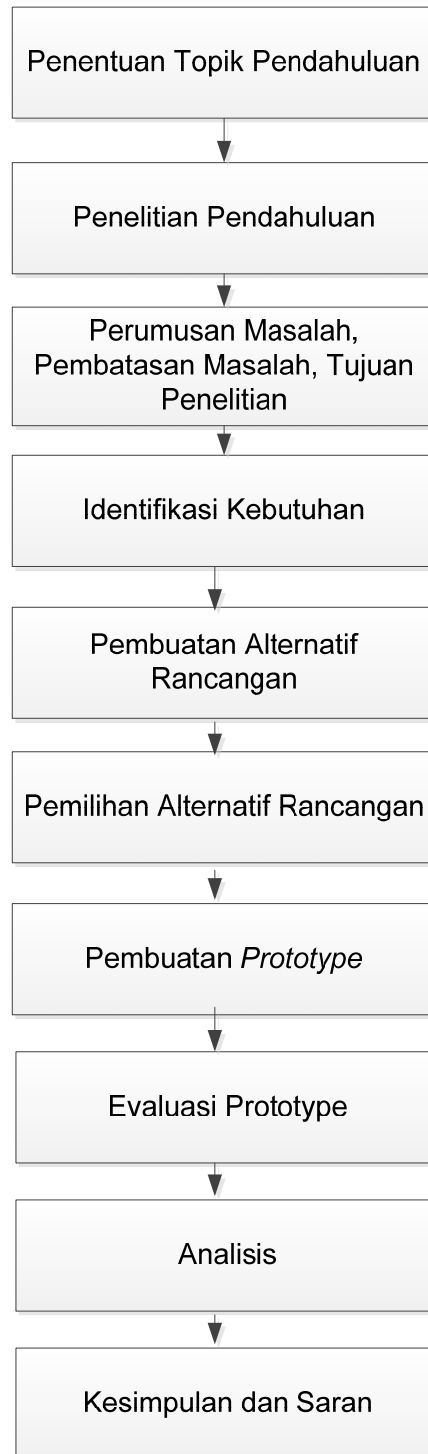 Penentuan Topik Pendahuluan
Penelitian Pendahuluan
Perumusan Masalah,
Pembatasan Masalah, Tujuan
Penelitian
Identifikasi Kebutuhan
Pembuatan Alternatif
Rancangan
Pemilihan Alternatif Rancangan
Pembuatan Prototype
Evaluasi Prototype
Analisis
Kesimpulan dan Saran